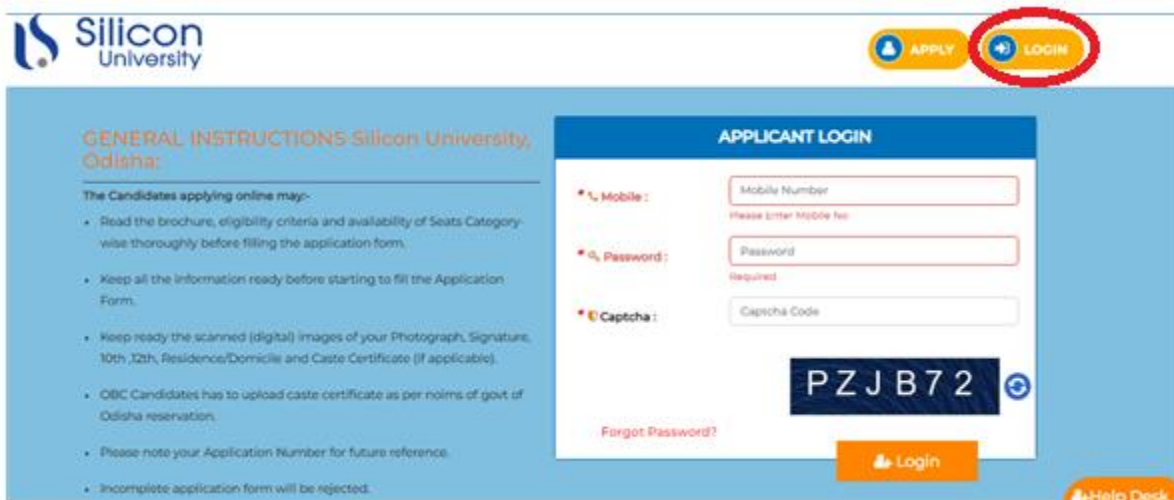 Silicon
University
APPLY
LOGIN
GENERAL INSTRUCTIONS Silicon University,
Odisha:
The Candidates applying online may:-
• Read the brochure, eligibility criteria and availability of Seats Category-
wise thoroughly before filling the application form.
• Keep all the information ready before starting to fill the Application
Form.
• Keep ready the scanned (digital) images of your Photograph, Signature,
10th ,12th, Residence/Domicile and Caste Certificate (if applicable).
• OBC Candidates has to upload caste certificate as per noims of govt of
Odisha reservation.
• Please note your Application Number for future reference.
• Incomplete application form will be rejected.
APPLICANT LOGIN
* Mobile :
Mobile Number
Please Enter Mobile No
* Password :
Password
Required
* Captcha :
Captcha Code
PZJB72
Forgot Password?
Login
Help Desk